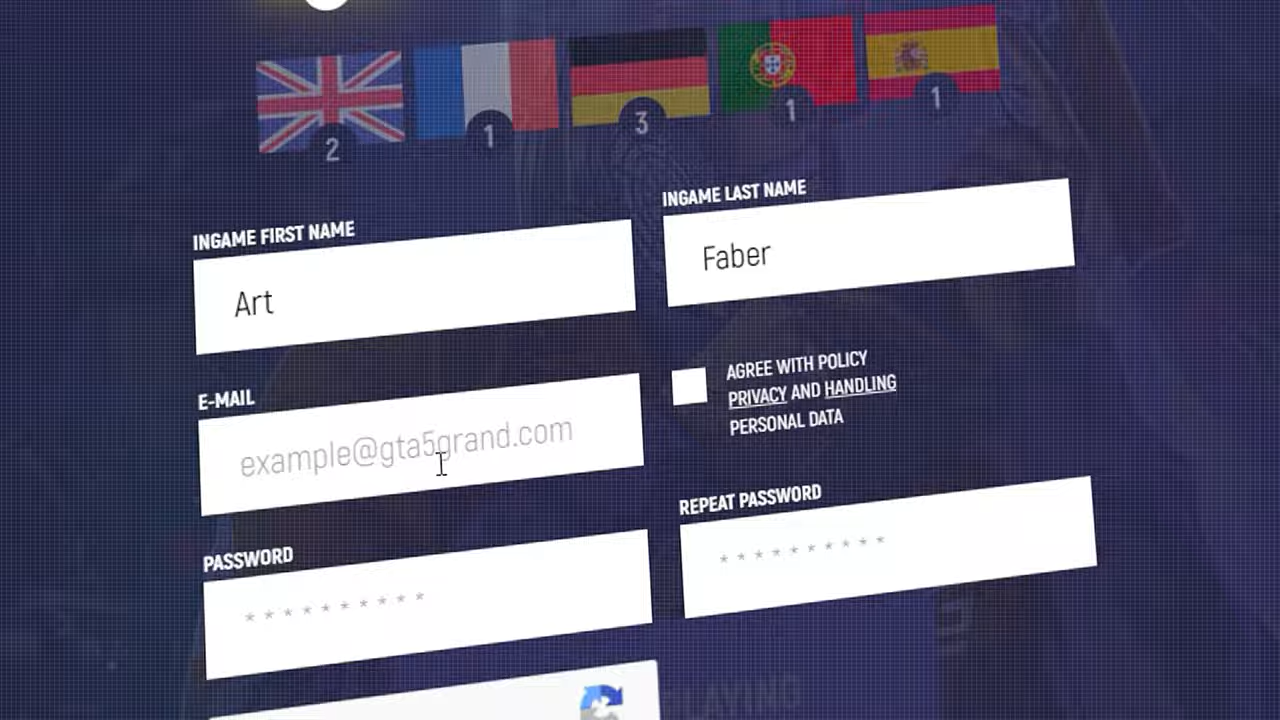 2
1
3
1
1
INGAME FIRST NAME
INGAME LAST NAME
Art
Faber
E-MAIL
example@gta5grand.com
AGREE WITH POLICY
PRIVACY AND HANDLING
PERSONAL DATA
PASSWORD
REPEAT PASSWORD
* * * * * * * * * *
* * * * * * * * * *
PLAYING